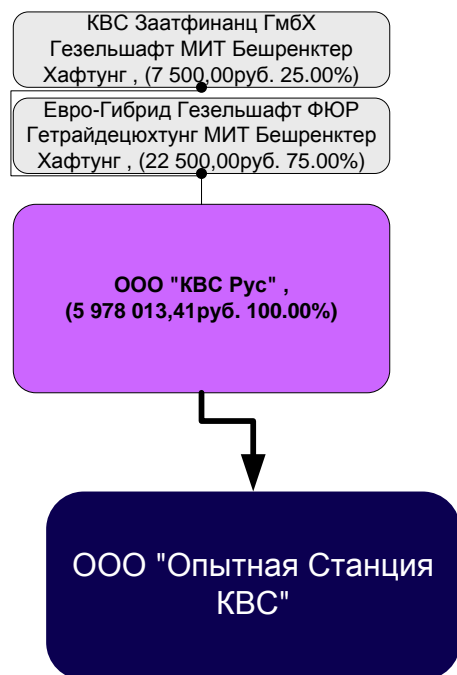 КВС Заатфинанц ГмбХ
Гезельшафт МИТ Бешренктер
Хафтунг , (7 500,00руб. 25.00%)
Евро-Гибрид Гезельшафт ФЮР
Гетрайдецюхтунг МИТ Бешренктер
Хафтунг , (22 500,00руб. 75.00%)
ООО "КВС Рус" ,
(5 978 013,41руб. 100.00%)
ООО "Опытная Станция
КВС"